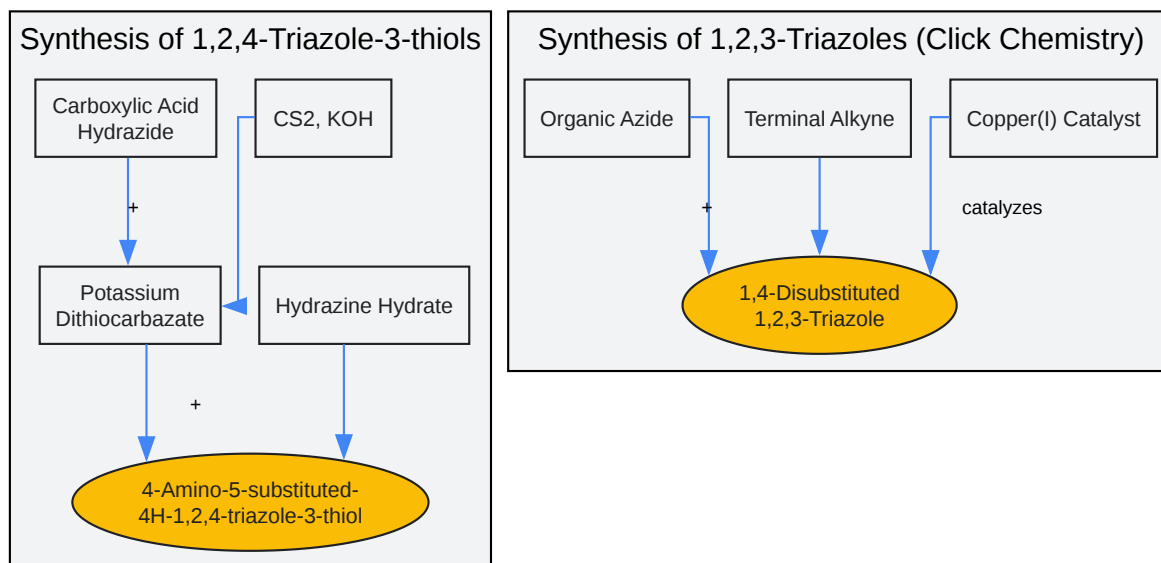 Synthesis of 1,2,4-Triazole-3-thiols
Carboxylic Acid
Hydrazide
CS2, KOH
+
Potassium
Dithiocarbazate
Hydrazine Hydrate
+
4-Amino-5-substituted-
4H-1,2,4-triazole-3-thiol
Synthesis of 1,2,3-Triazoles (Click Chemistry)
Organic Azide
Terminal Alkyne
Copper(I) Catalyst
+
catalyzes
1,4-Disubstituted
1,2,3-Triazole